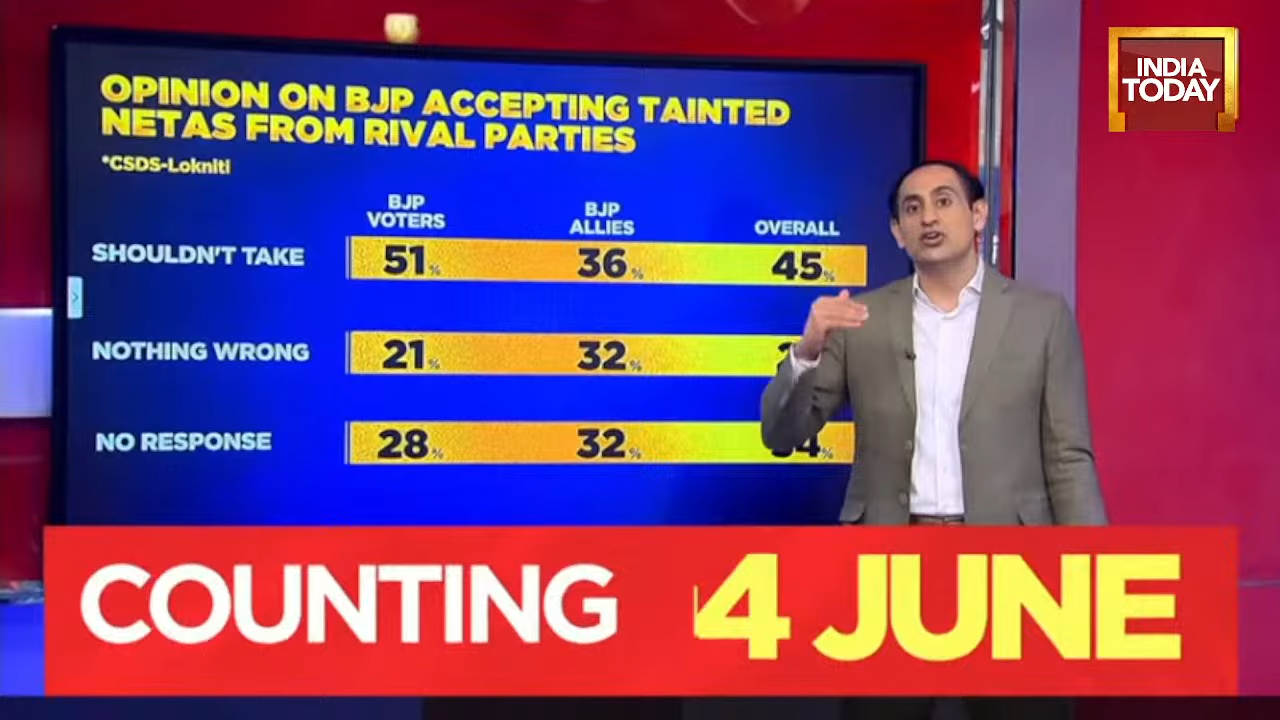 OPINION ON BJP ACCEPTING TAINTED
NETAS FROM RIVAL PARTIES
*CSDS-Lokniti
BJP VOTERS BJP ALLIES OVERALL
SHOULDN'T TAKE 51% 36% 45%
NOTHING WRONG 21% 32%
NO RESPONSE 28% 32%
INDIA
TODAY
COUNTING 4 JUNE